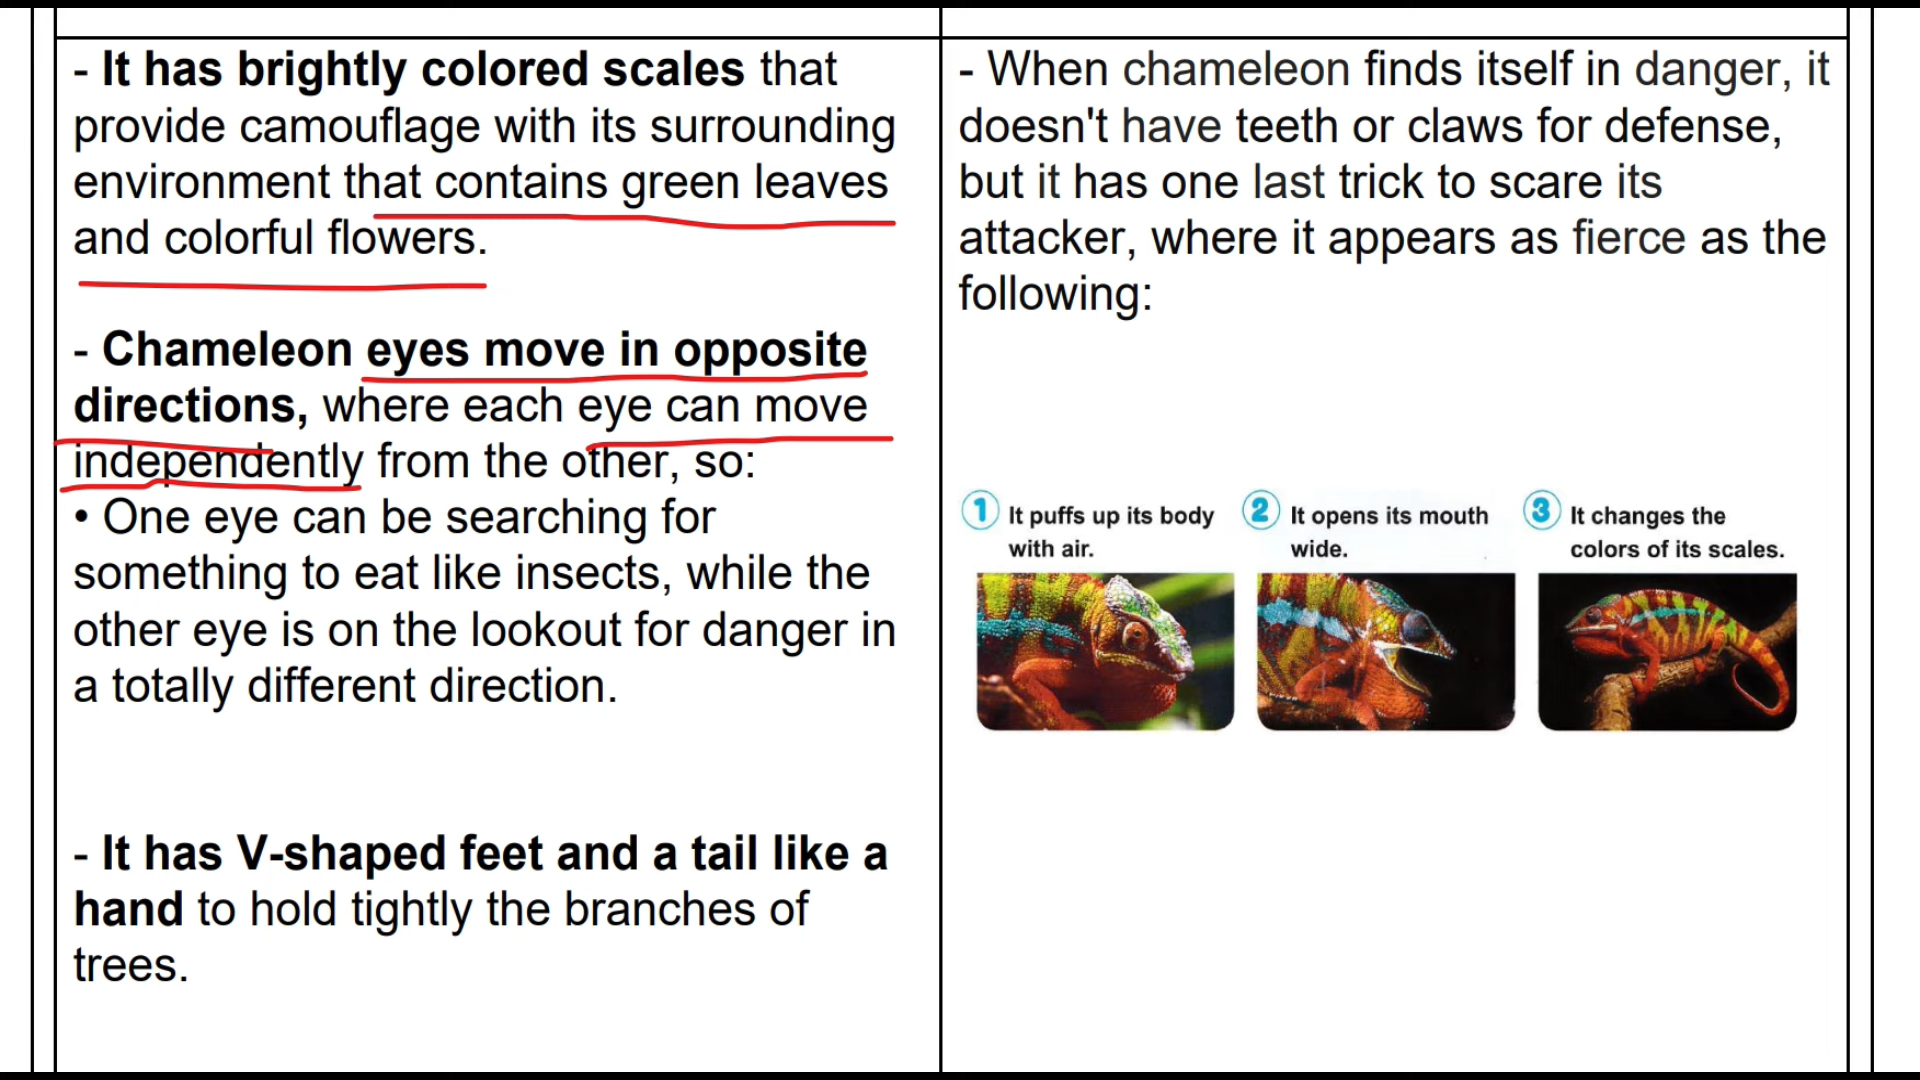 - It has brightly colored scales that
provide camouflage with its surrounding
environment that contains green leaves
and colorful flowers.
- Chameleon eyes move in opposite
directions, where each eye can move
independently from the other, so:
• One eye can be searching for
something to eat like insects, while the
other eye is on the lookout for danger in
a totally different direction.
- It has V-shaped feet and a tail like a
hand to hold tightly the branches of
trees.
- When chameleon finds itself in danger, it
doesn't have teeth or claws for defense,
but it has one last trick to scare its
attacker, where it appears as fierce as the
following:
1 It puffs up its body
with air.
2 It opens its mouth
wide.
3 It changes the
colors of its scales.